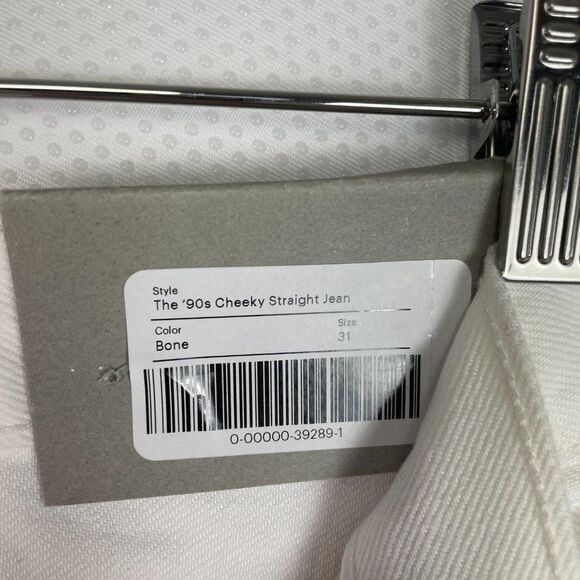 Style
The '90s Cheeky Straight Jean
Color Size
Bone 31
0-00000-39289-1